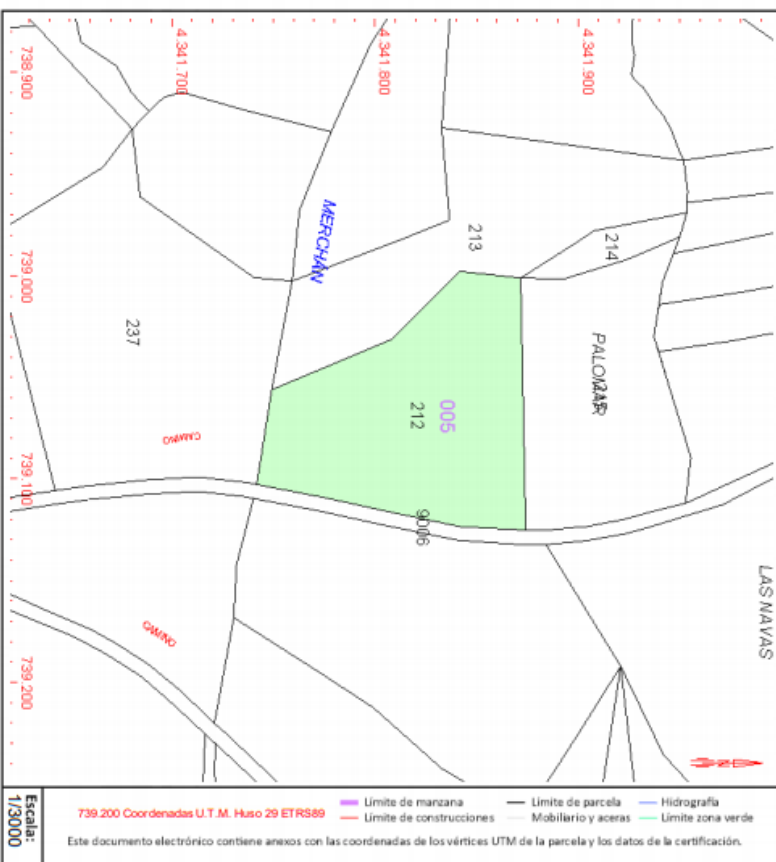 4.341.700
4.341.800
4.341.900
738.900
739.000
739.100
739.200
MERCHÁN
213
214
237
PALOMAR
005
212
CAMINO
9006
CAMINO
LAS NAVAS
N
Escala:
1/3000
739.200 Coordenadas U.T.M. Huso 29 ETRS89
Límite de manzana
Límite de parcela
Hidrografía
Límite de construcciones
Mobiliario y aceras
Límite zona verde
Este documento electrónico contiene anexos con las coordenadas de los vértices UTM de la parcela y los datos de la certificación.